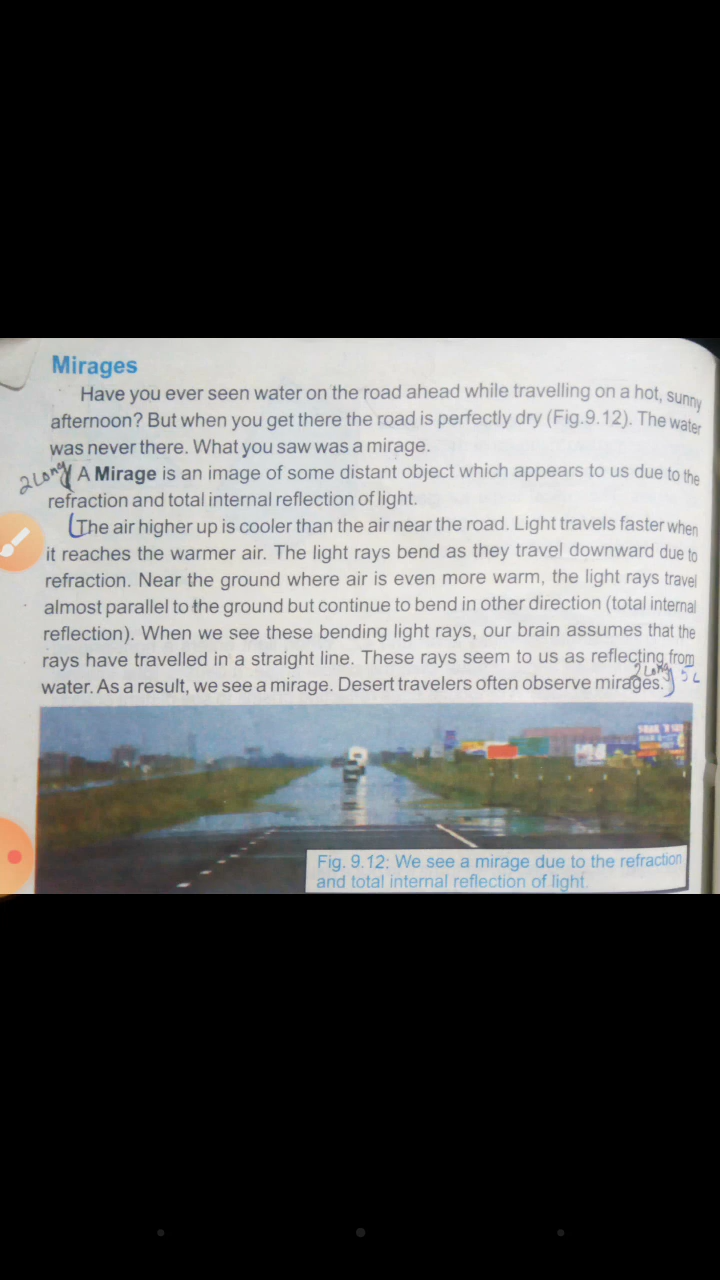 Mirages
Have you ever seen water on the road ahead while travelling on a hot, sunny
afternoon? But when you get there the road is perfectly dry (Fig.9.12). The water
was never there. What you saw was a mirage.
2 Long A Mirage is an image of some distant object which appears to us due to the
refraction and total internal reflection of light.
The air higher up is cooler than the air near the road. Light travels faster when
it reaches the warmer air. The light rays bend as they travel downward due to
refraction. Near the ground where air is even more warm, the light rays travel
almost parallel to the ground but continue to bend in other direction (total internal
reflection). When we see these bending light rays, our brain assumes that the
rays have travelled in a straight line. These rays seem to us as reflecting from
2 Long 5L
water. As a result, we see a mirage. Desert travelers often observe mirages.
Fig. 9.12: We see a mirage due to the refraction
and total internal reflection of light.